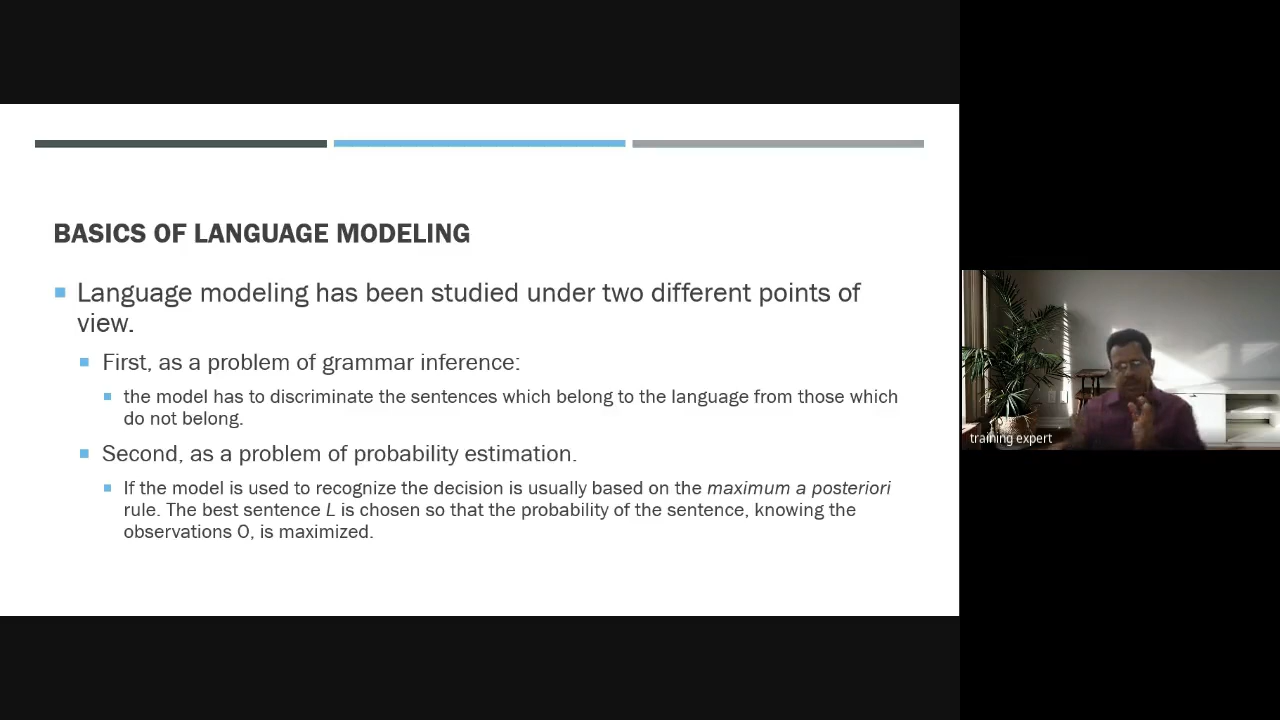 BASICS OF LANGUAGE MODELING
Language modeling has been studied under two different points of
view.
First, as a problem of grammar inference:
the model has to discriminate the sentences which belong to the language from those which
do not belong.
Second, as a problem of probability estimation.
If the model is used to recognize the decision is usually based on the maximum a posteriori
rule. The best sentence L is chosen so that the probability of the sentence, knowing the
observations O, is maximized.
training expert